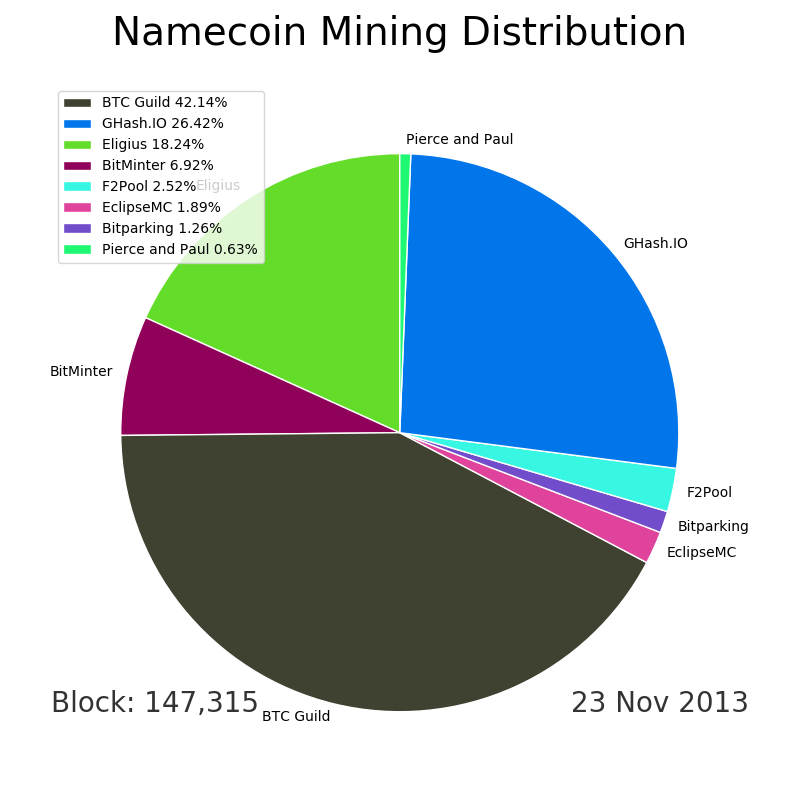 Namecoin Mining Distribution
BTC Guild 42.14%
GHash.IO 26.42%
Eligius 18.24%
BitMinter 6.92%
F2Pool 2.52%
EclipseMC 1.89%
Bitparking 1.26%
Pierce and Paul 0.63%
Pierce and Paul
Eligius
GHash.IO
BitMinter
F2Pool
Bitparking
EclipseMC
BTC Guild
Block: 147,315
23 Nov 2013